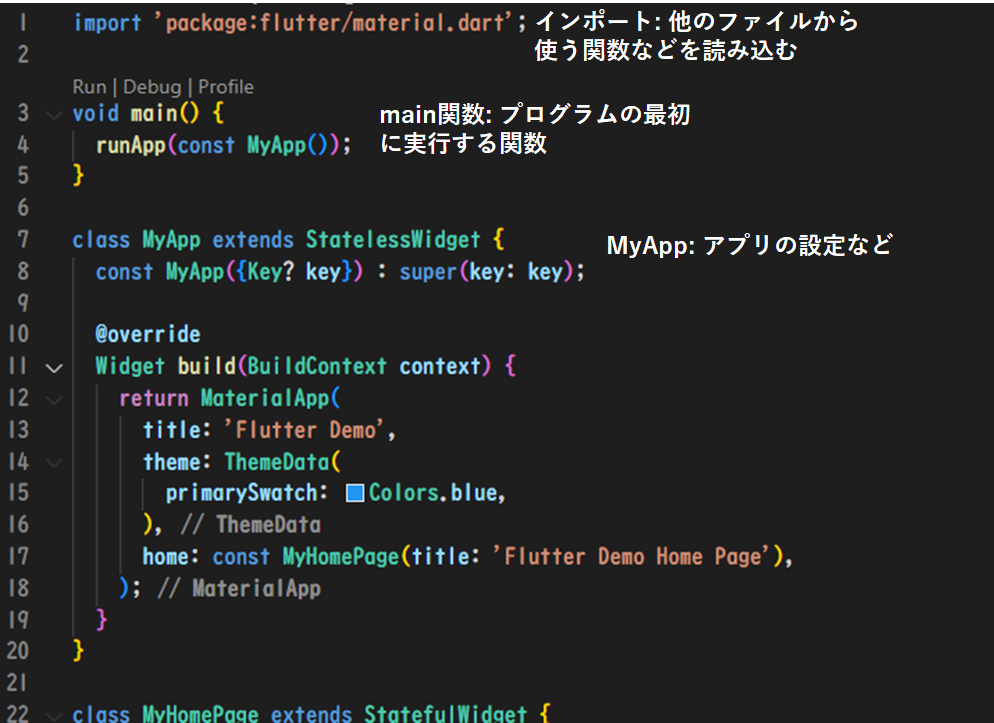 1 import 'package:flutter/material.dart'; インポート: 他のファイルから
2 使う関数などを読み込む
Run | Debug | Profile
3 void main() { main関数: プログラムの最初
4 runApp(const MyApp()); に実行する関数
5 }
6
7 class MyApp extends StatelessWidget { MyApp: アプリの設定など
8 const MyApp({Key? key}) : super(key: key);
9
10 @override
11 Widget build(BuildContext context) {
12 return MaterialApp(
13 title: 'Flutter Demo',
14 theme: ThemeData(
15 primarySwatch: Colors.blue,
16 ), // ThemeData
17 home: const MyHomePage(title: 'Flutter Demo Home Page'),
18 ); // MaterialApp
19 }
20 }
21
22 class MyHomePage extends StatefulWidget {